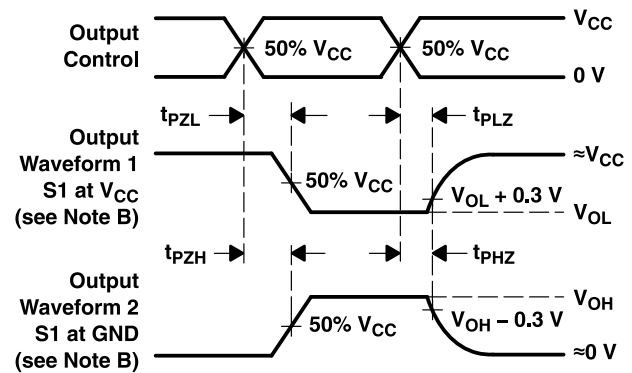 Output
Control
50% VCC
50% VCC
VCC
0 V
tPZL
tPLZ
Output
Waveform 1
S1 at VCC
(see Note B)
50% VCC
≈VCC
VOL + 0.3 V
VOL
tPZH
tPHZ
Output
Waveform 2
S1 at GND
(see Note B)
50% VCC
VOH
VOH − 0.3 V
≈0 V